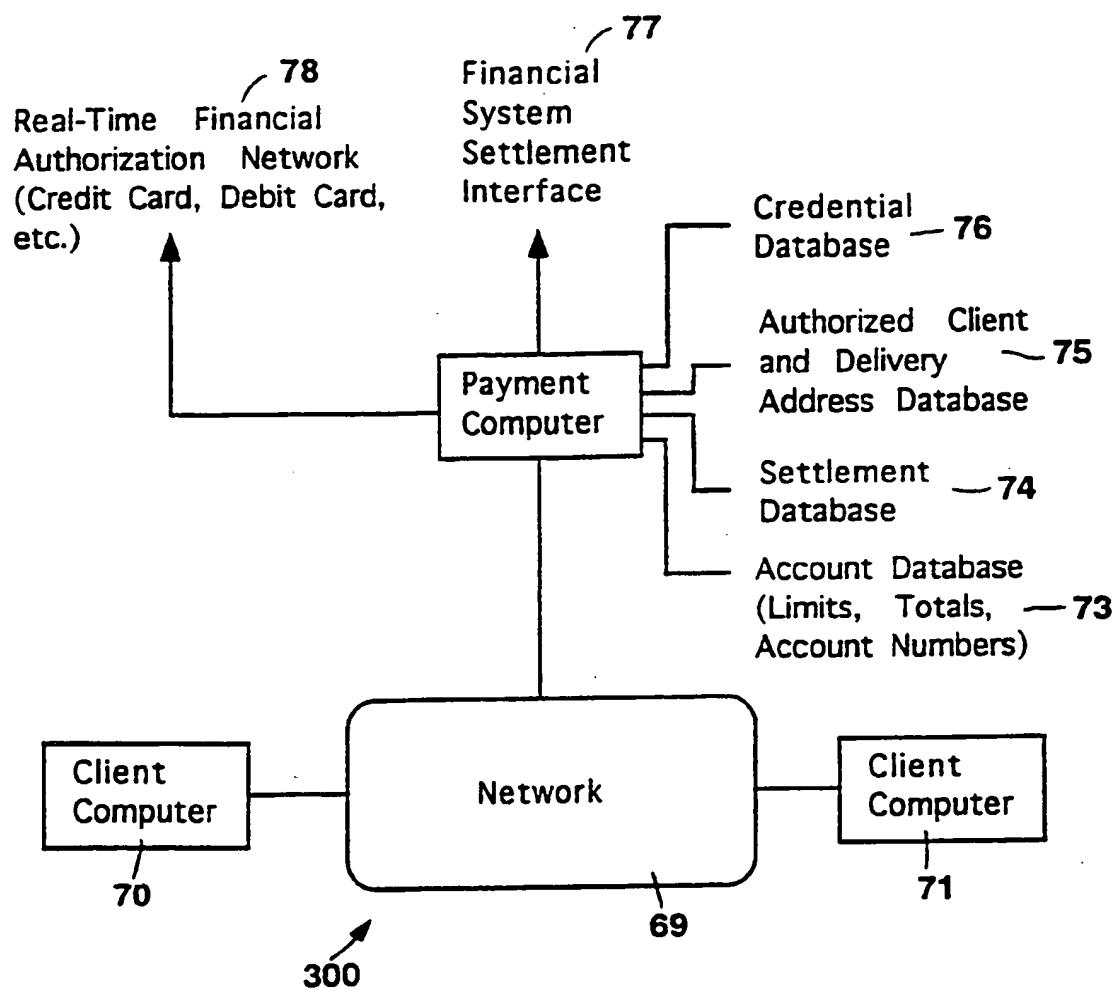 77
78
Real-Time Financial
Authorization Network
(Credit Card, Debit Card,
etc.)
Financial
System
Settlement
Interface
Credential
Database
76
Authorized Client
and Delivery
Address Database
75
Payment
Computer
Settlement
Database
74
Account Database
(Limits, Totals,
Account Numbers)
73
Client
Computer
70
Network
69
Client
Computer
71
300